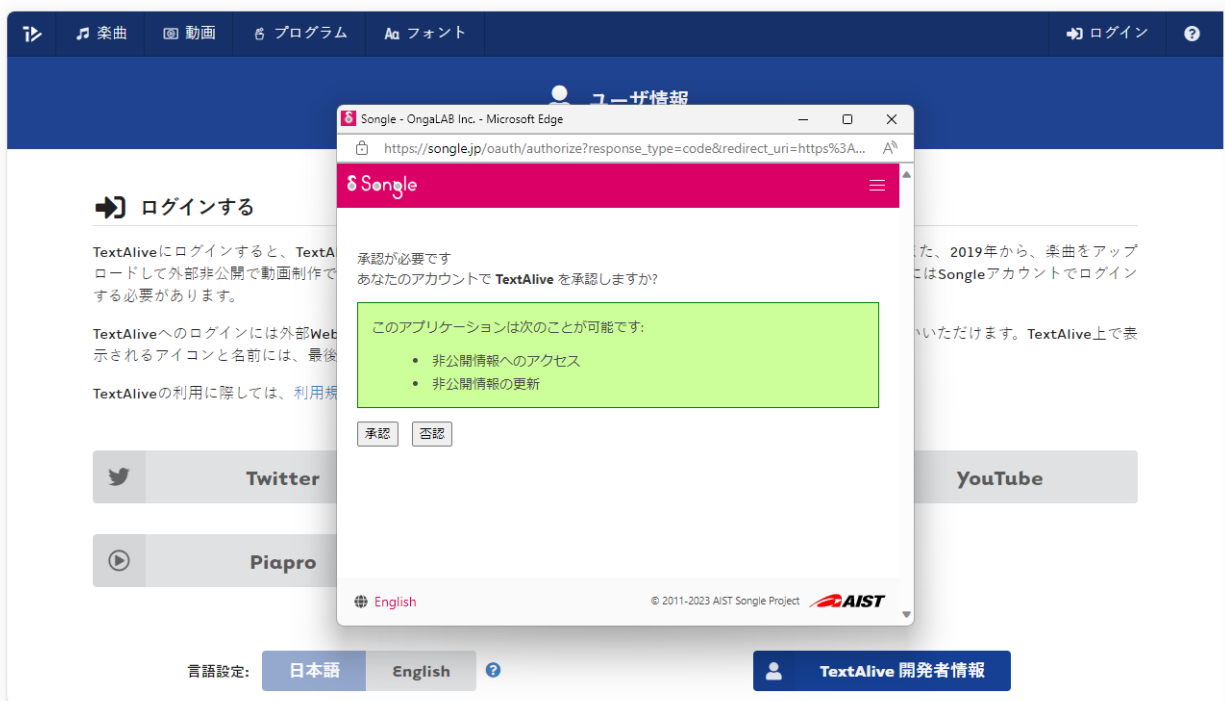 楽曲
動画
プログラム
Aa フォント
ログイン
ユーザ情報
Songle - OngaLAB Inc. - Microsoft Edge
https://songle.jp/oauth/authorize?response_type=code&redirect_uri=https%3A...
Songle
ログインする
TextAliveにログインすると、TextA
た、2019年から、楽曲をアップ
ロードして外部非公開で動画制作で
にはSongleアカウントでログイン
する必要があります。
TextAliveへのログインには外部Web
いただけます。TextAlive上で表
示されるアイコンと名前には、最後
TextAliveの利用に際しては、利用規
承認が必要です
あなたのアカウントで TextAlive を承認しますか?
このアプリケーションは次のことが可能です:
• 非公開情報へのアクセス
• 非公開情報の更新
承認 否認
Twitter
YouTube
Piapro
English
© 2011-2023 AIST Songle Project
AIST
言語設定: 日本語 English
TextAlive 開発者情報